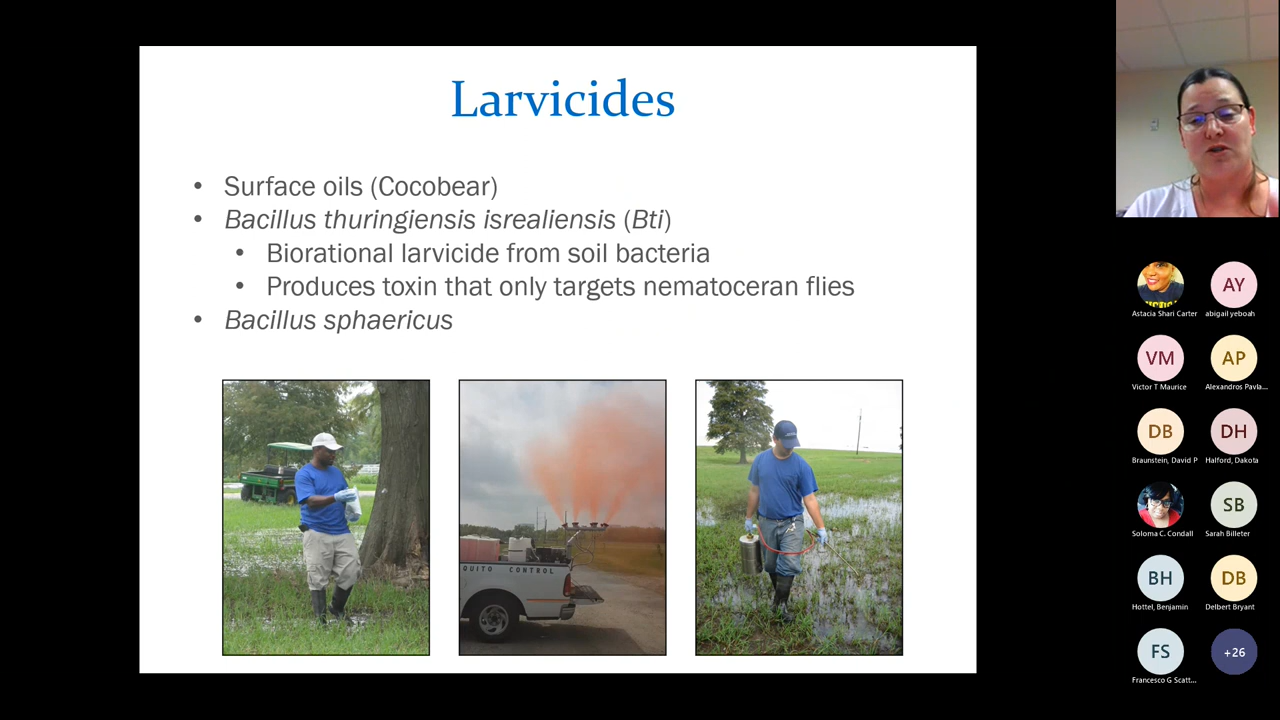 Larvicides
• Surface oils (Cocobear)
• Bacillus thuringiensis isrealiensis (Bti)
• Biorational larvicide from soil bacteria
• Produces toxin that only targets nematoceran flies
• Bacillus sphaericus
QUITO CONTROL
Astacia Shari Carter
AY
abigail yeboah
VM
Victor T Maurice
AP
Alexandros Pavla...
DB
Braunstein, David P
DH
Halford, Dakota
Soloma C. Condall
SB
Sarah Billeter
BH
Hottel, Benjamin
DB
Delbert Bryant
FS
Francesco G Scatt...
+26